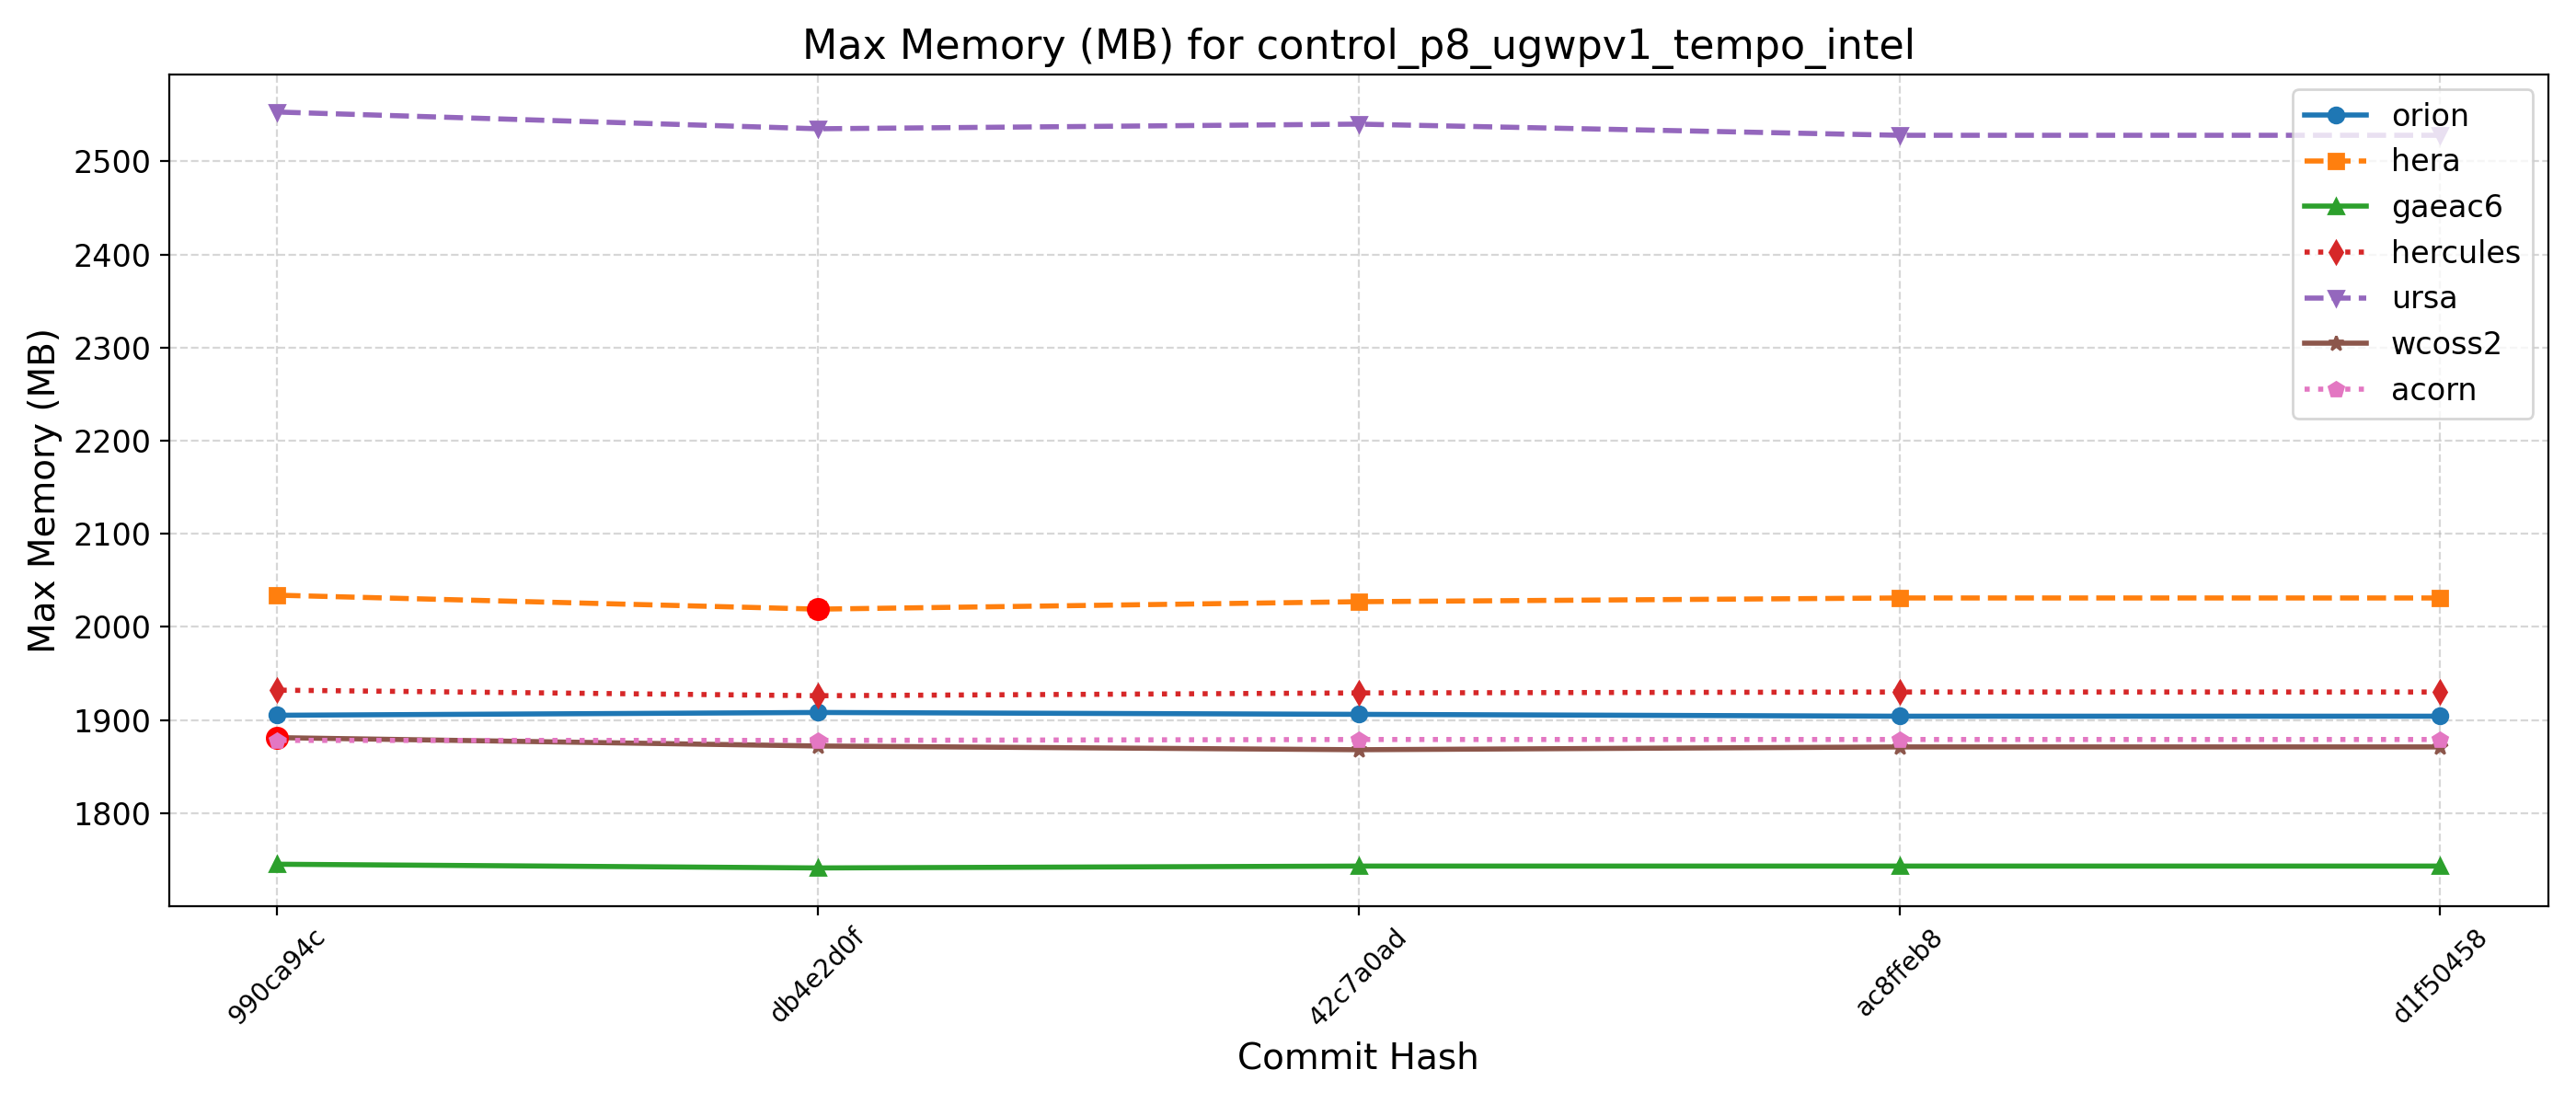 Max Memory (MB) for control_p8_ugwpv1_tempo_intel
Max Memory (MB)
2500
2400
2300
2200
2100
2000
1900
1800
orion
hera
gaeac6
hercules
ursa
wcoss2
acorn
990ca94c
db4e2d0f
42c7a0ad
ac8ffeb8
d1f50458
Commit Hash